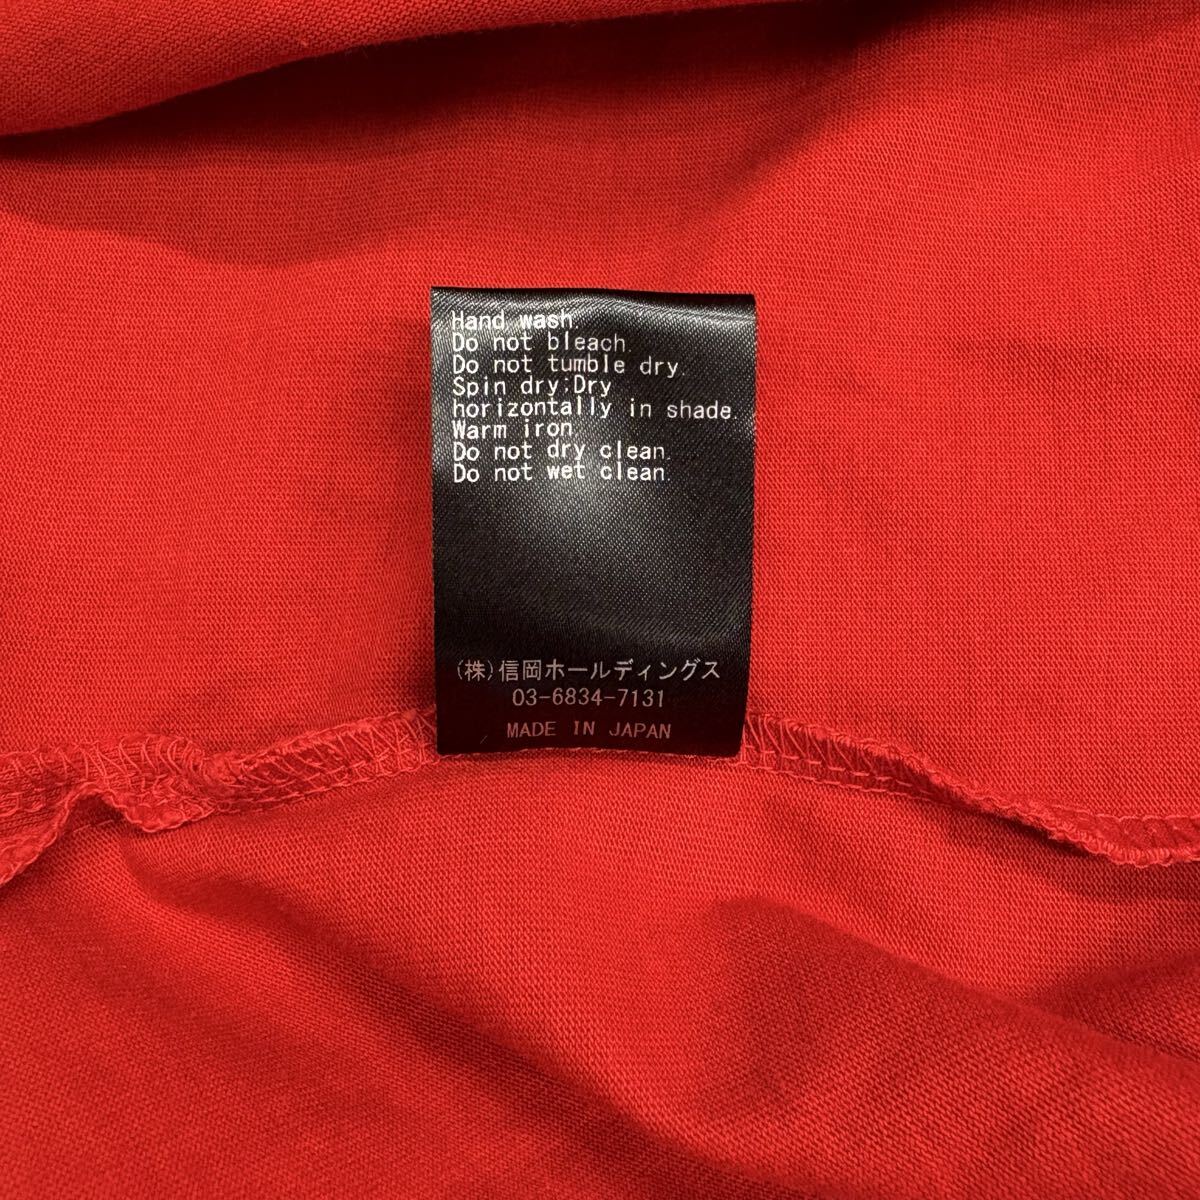 Hand wash.
Do not bleach.
Do not tumble dry.
Spin dry;Dry
horizontally in shade.
Warm iron.
Do not dry clean.
Do not wet clean.
(株)信岡ホールディングス
03-6834-7131
MADE IN JAPAN